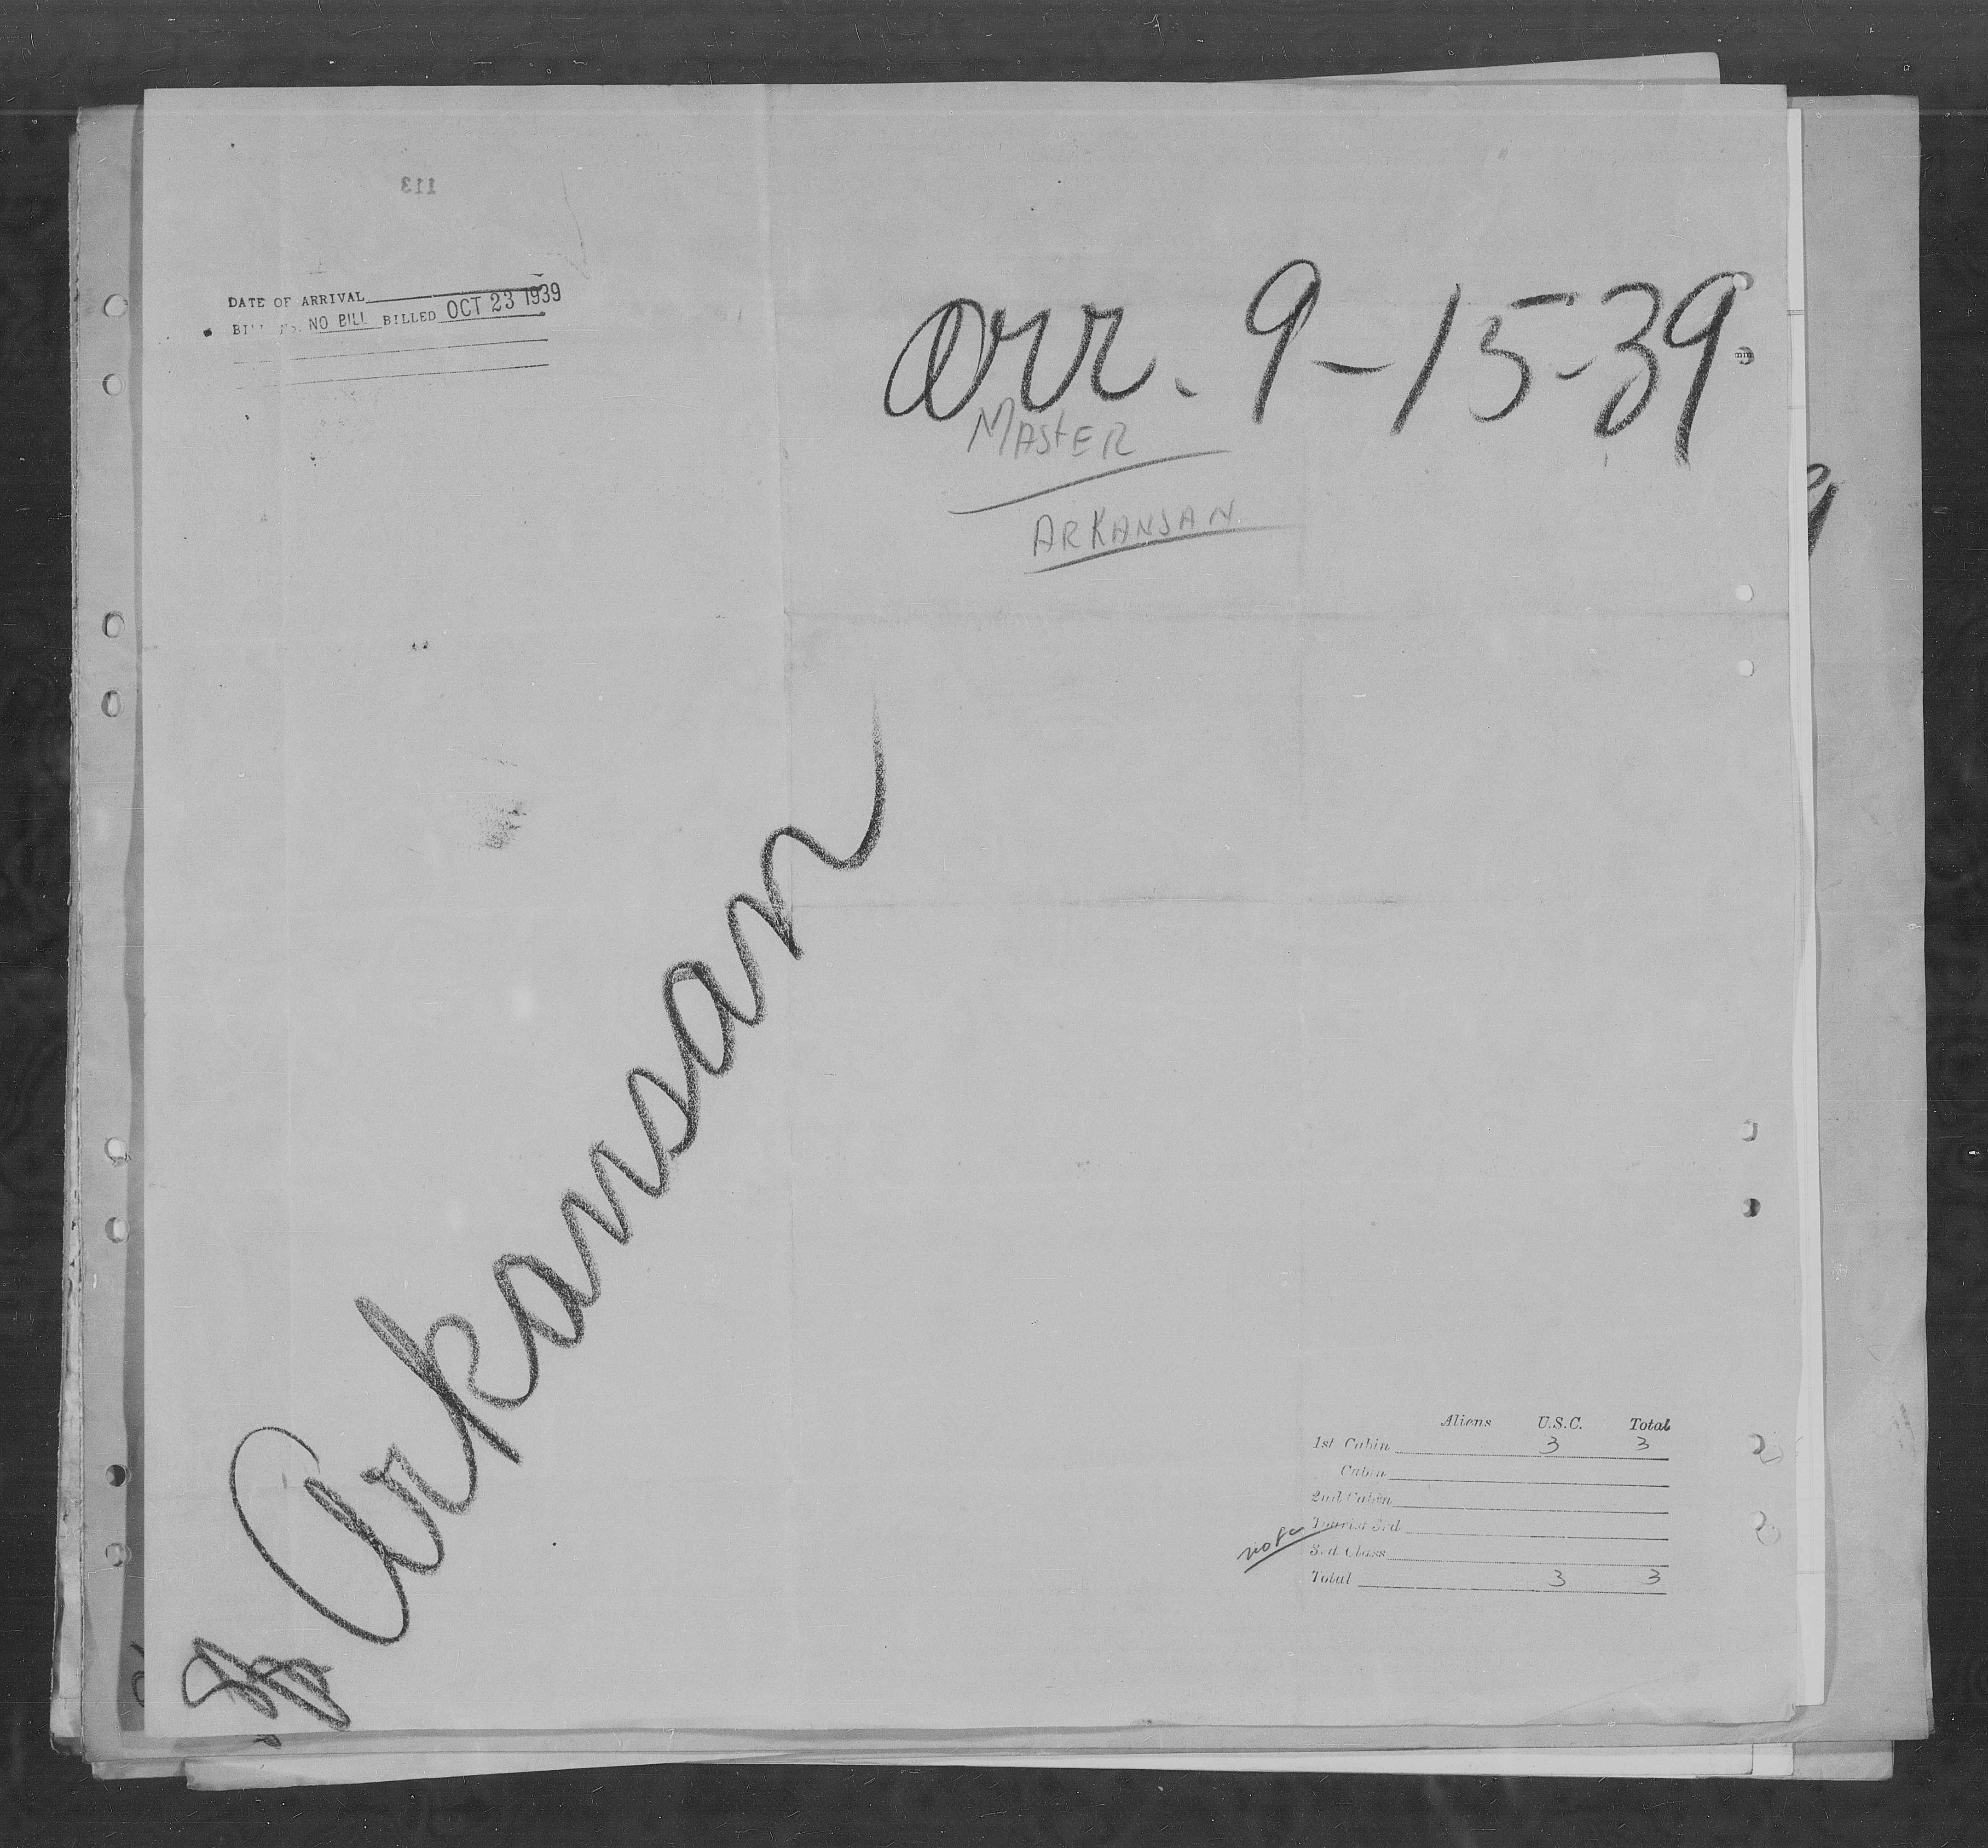 113
DATE OF ARRIVAL
BILL No. NO BILL BILLED OCT 23 1939
arr. 9-15-39
MASTER
ARKANSAN
SS Arkansan
Aliens U.S.C. Total
1st Cabin 3 3
Cabin
2nd Cabin
Tourist 3rd
3rd Class
Total 3 3